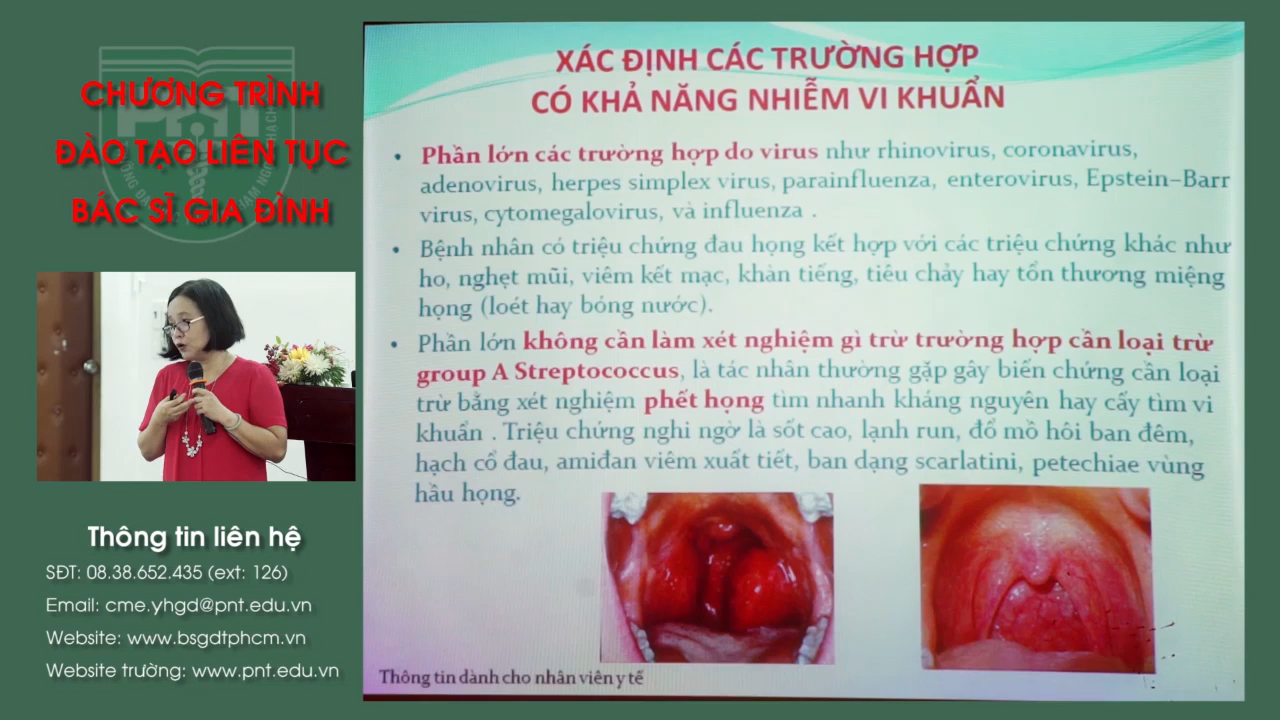 CHƯƠNG TRÌNH
ĐÀO TẠO LIÊN TỤC
BÁC SĨ GIA ĐÌNH
PNT
Thông tin liên hệ
SĐT: 08.38.652.435 (ext: 126)
Email: cme.yhgd@pnt.edu.vn
Website: www.bsgdtphcm.vn
Website trường: www.pnt.edu.vn
XÁC ĐỊNH CÁC TRƯỜNG HỢP
CÓ KHẢ NĂNG NHIỄM VI KHUẨN
• Phần lớn các trường hợp do virus như rhinovirus, coronavirus,
adenovirus, herpes simplex virus, parainfluenza, enterovirus, Epstein–Barr
virus, cytomegalovirus, và influenza .
• Bệnh nhân có triệu chứng đau họng kết hợp với các triệu chứng khác như
ho, nghẹt mũi, viêm kết mạc, khàn tiếng, tiêu chảy hay tổn thương miệng
họng (loét hay bóng nước).
• Phần lớn không cần làm xét nghiệm gì trừ trường hợp cần loại trừ
group A Streptococcus, là tác nhân thường gặp gây biến chứng cần loại
trừ bằng xét nghiệm phết họng tìm nhanh kháng nguyên hay cấy tìm vi
khuẩn . Triệu chứng nghi ngờ là sốt cao, lạnh run, đổ mồ hôi ban đêm,
hạch cổ đau, amiđan viêm xuất tiết, ban dạng scarlatini, petechiae vùng
hầu họng.
Thông tin dành cho nhân viên y tế